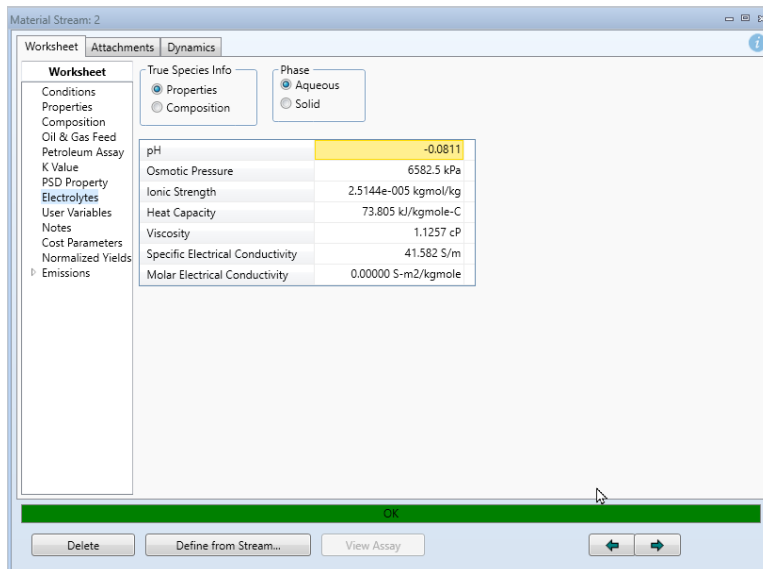 Material Stream: 2
Worksheet Attachments Dynamics
Worksheet
Conditions
Properties
Composition
Oil & Gas Feed
Petroleum Assay
K Value
PSD Property
Electrolytes
User Variables
Notes
Cost Parameters
Normalized Yields
Emissions
True Species Info
Properties
Composition
Phase
Aqueous
Solid
pH -0.0811
Osmotic Pressure 6582.5 kPa
Ionic Strength 2.5144e-005 kgmol/kg
Heat Capacity 73.805 kJ/kgmole-C
Viscosity 1.1257 cP
Specific Electrical Conductivity 41.582 S/m
Molar Electrical Conductivity 0.00000 S-m2/kgmole
OK
Delete Define from Stream... View Assay